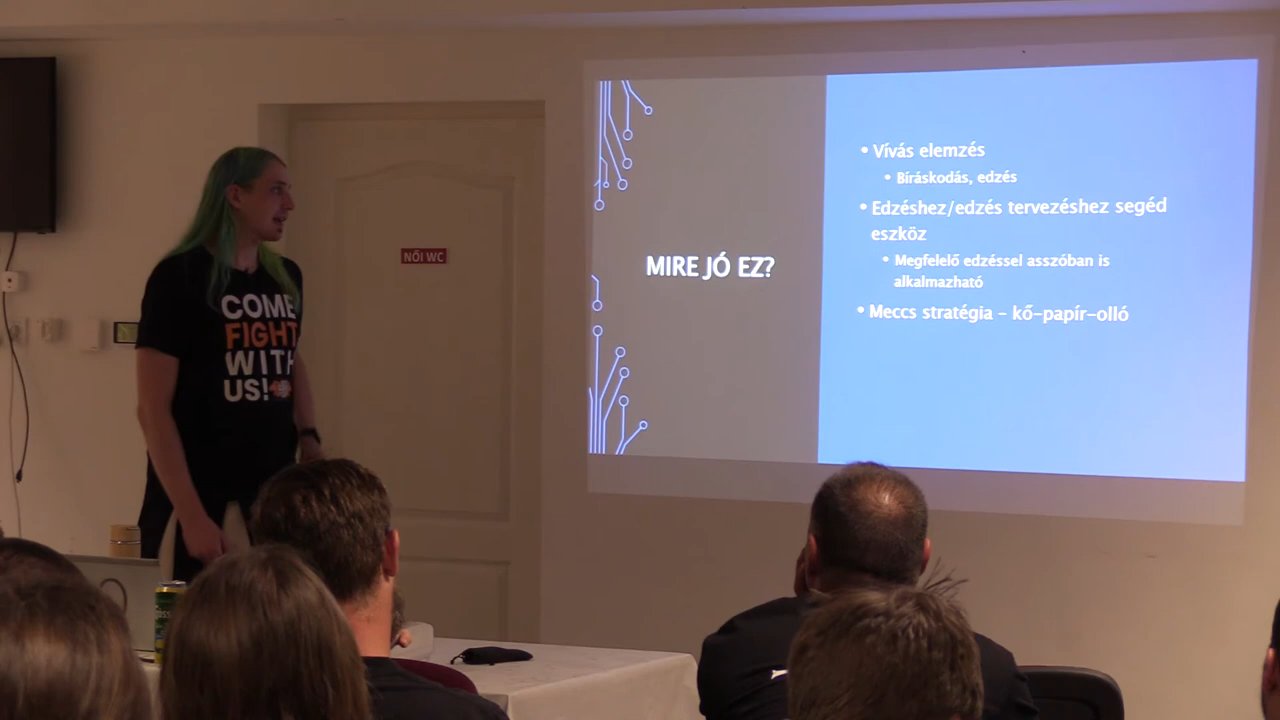 NŐI WC
COME
FIGHT
WITH
US!
MIRE JÓ EZ?
• Vívás elemzés
• Bíráskodás, edzés
• Edzéshez/edzés tervezéshez segéd
eszköz
• Megfelelő edzéssel asszóban is
alkalmazható
• Meccs stratégia – kő-papír-olló